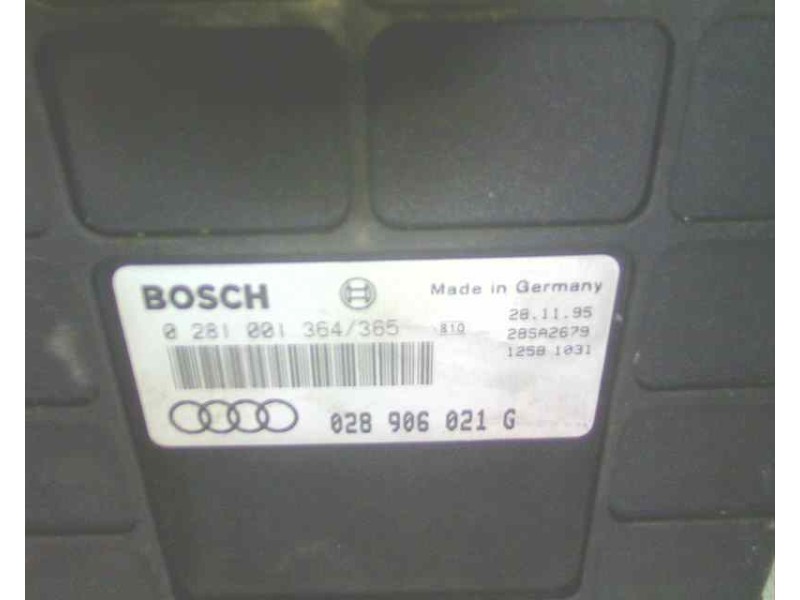 BOSCH
Made in Germany
0 281 001 364/365
810
28.11.95
28SA2679
1258 1031
028 906 021 G